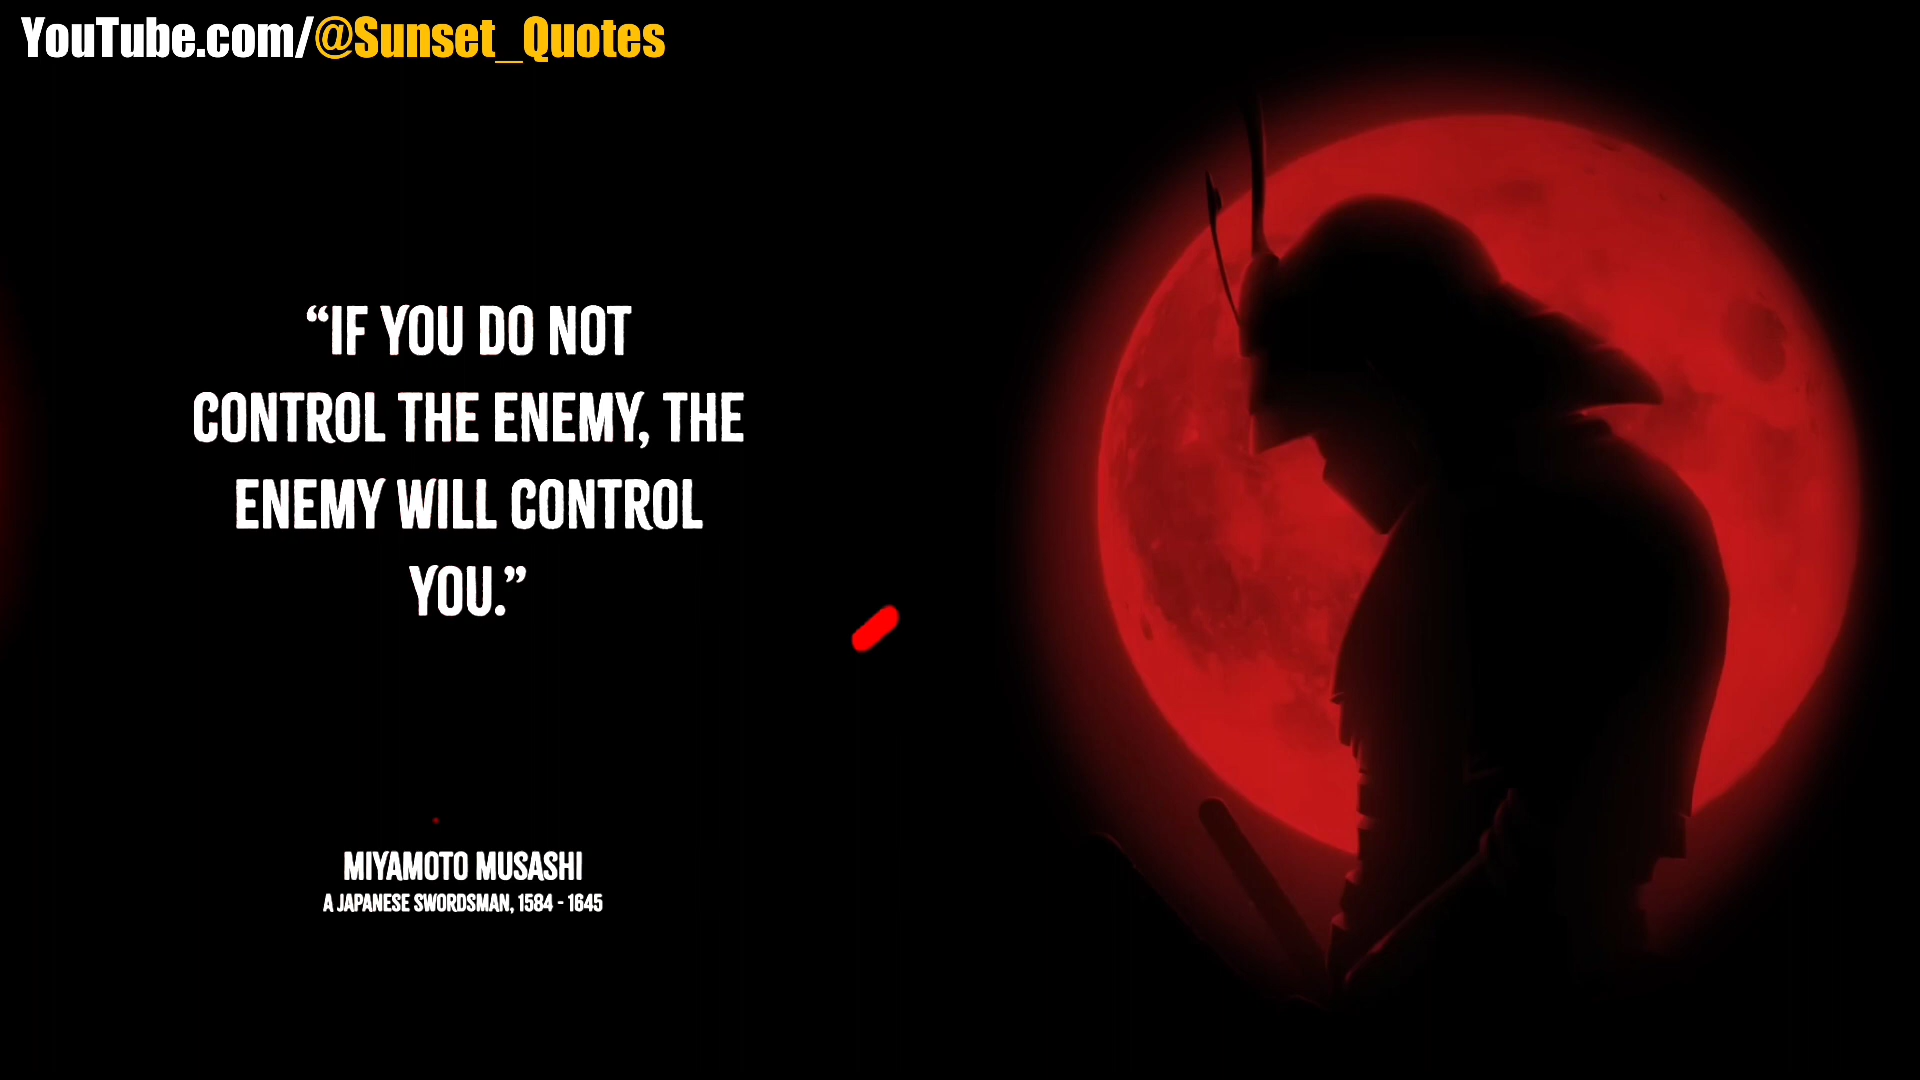 YouTube.com/@Sunset_Quotes
“IF YOU DO NOT
CONTROL THE ENEMY, THE
ENEMY WILL CONTROL
YOU.”
MIYAMOTO MUSASHI
A JAPANESE SWORDSMAN, 1584 - 1645